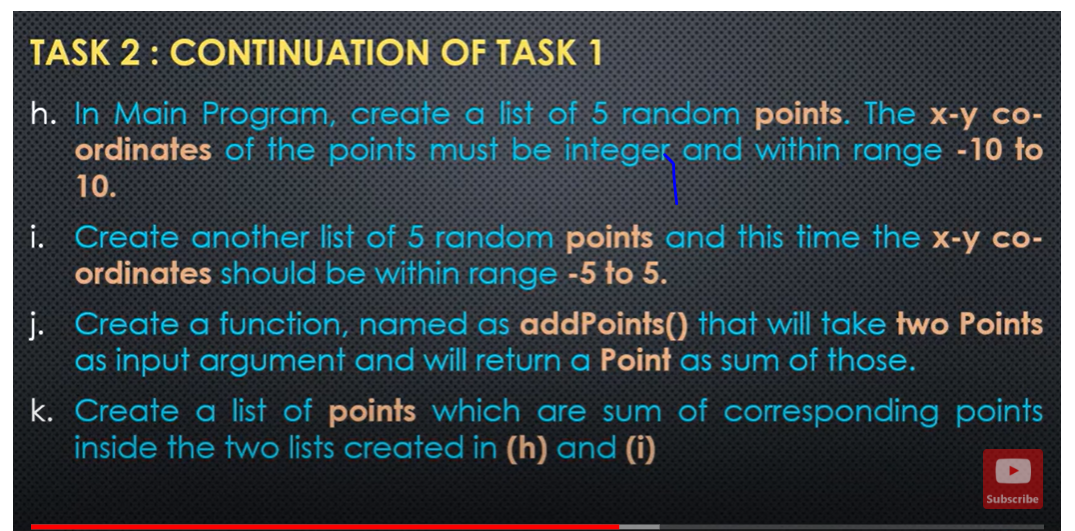 TASK 2 : CONTINUATION OF TASK 1
h. In Main Program, create a list of 5 random points. The x-y co-
ordinates of the points must be integer and within range -10 to
10.
i. Create another list of 5 random points and this time the x-y co-
ordinates should be within range -5 to 5.
j. Create a function, named as addPoints() that will take two Points
as input argument and will return a Point as sum of those.
k. Create a list of points which are sum of corresponding points
inside the two lists created in (h) and (i)
Subscribe